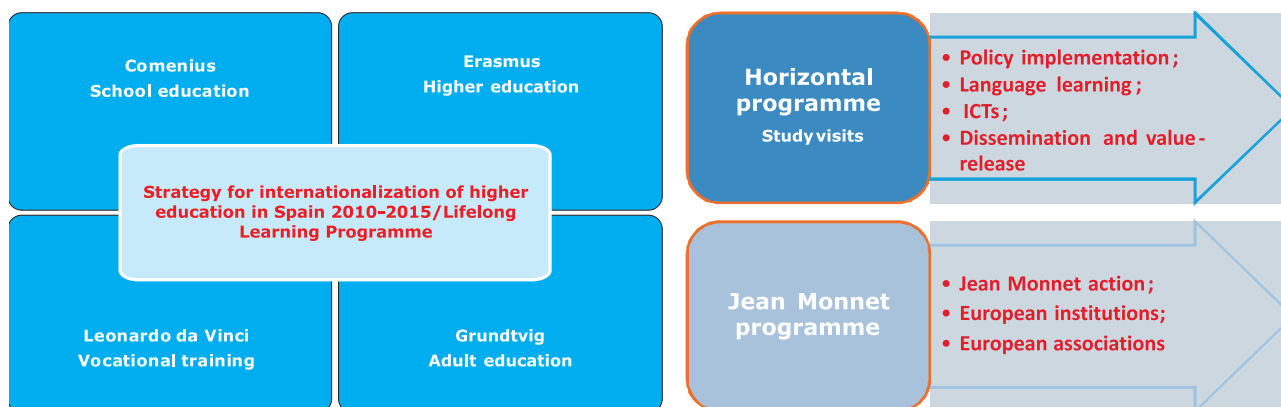 Comenius
School education
Erasmus
Higher education
Strategy for internationalization of higher
education in Spain 2010–2015/Lifelong
Learning Programme
Leonardo da Vinci
Vocational training
Grundtvig
Adult education
Horizontal
programme
Study visits
• Policy implementation;
• Language learning;
• ICTs;
• Dissemination and value-
release
Jean Monnet
programme
• Jean Monnet action;
• European institutions;
• European associations